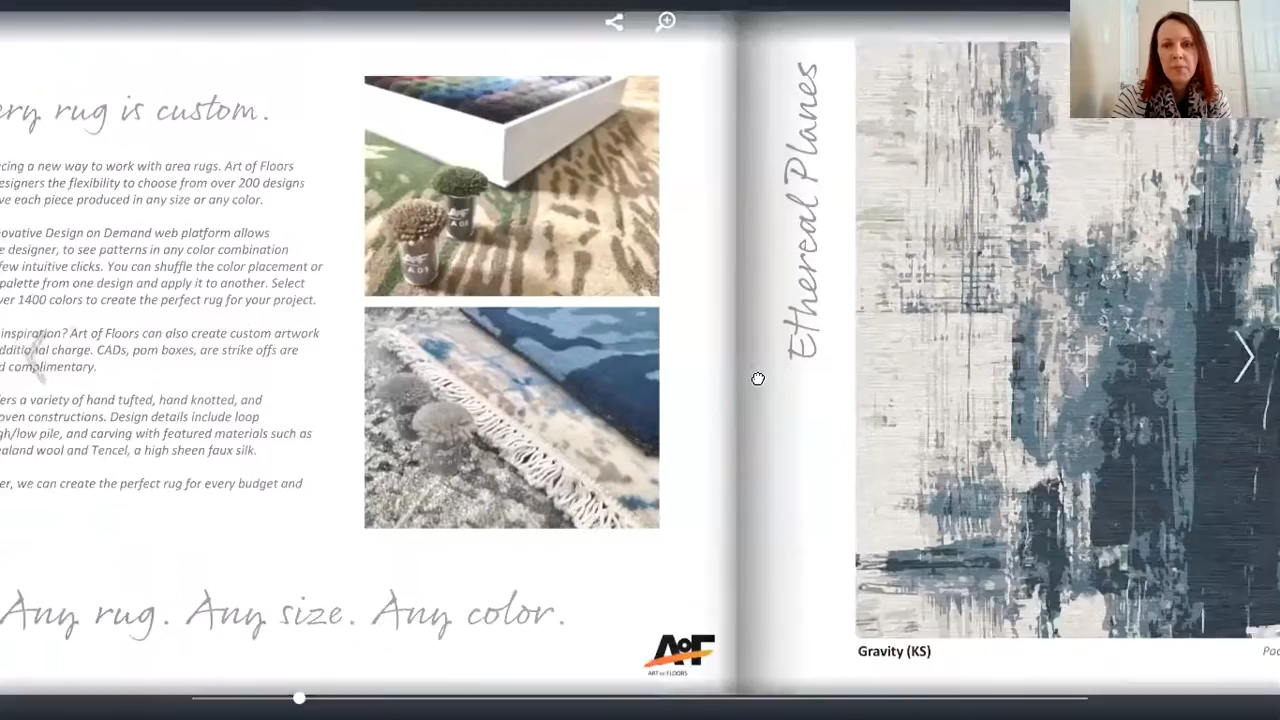 ery rug is custom.
cing a new way to work with area rugs. Art of Floors
esigners the flexibility to choose from over 200 designs
ve each piece produced in any size or any color.
ovative Design on Demand web platform allows
e designer, to see patterns in any color combination
few intuitive clicks. You can shuffle the color placement or
palette from one design and apply it to another. Select
ver 1400 colors to create the perfect rug for your project.
inspiration? Art of Floors can also create custom artwork
additional charge. CADs, pom boxes, are strike offs are
d complimentary.
fers a variety of hand tufted, hand knotted, and
oven constructions. Design details include loop
gh/low pile, and carving with featured materials such as
ealand wool and Tencel, a high sheen faux silk.
er, we can create the perfect rug for every budget and
Any rug. Any size. Any color.
AOF
ART OF FLOORS
Ethereal Planes
Gravity (KS)